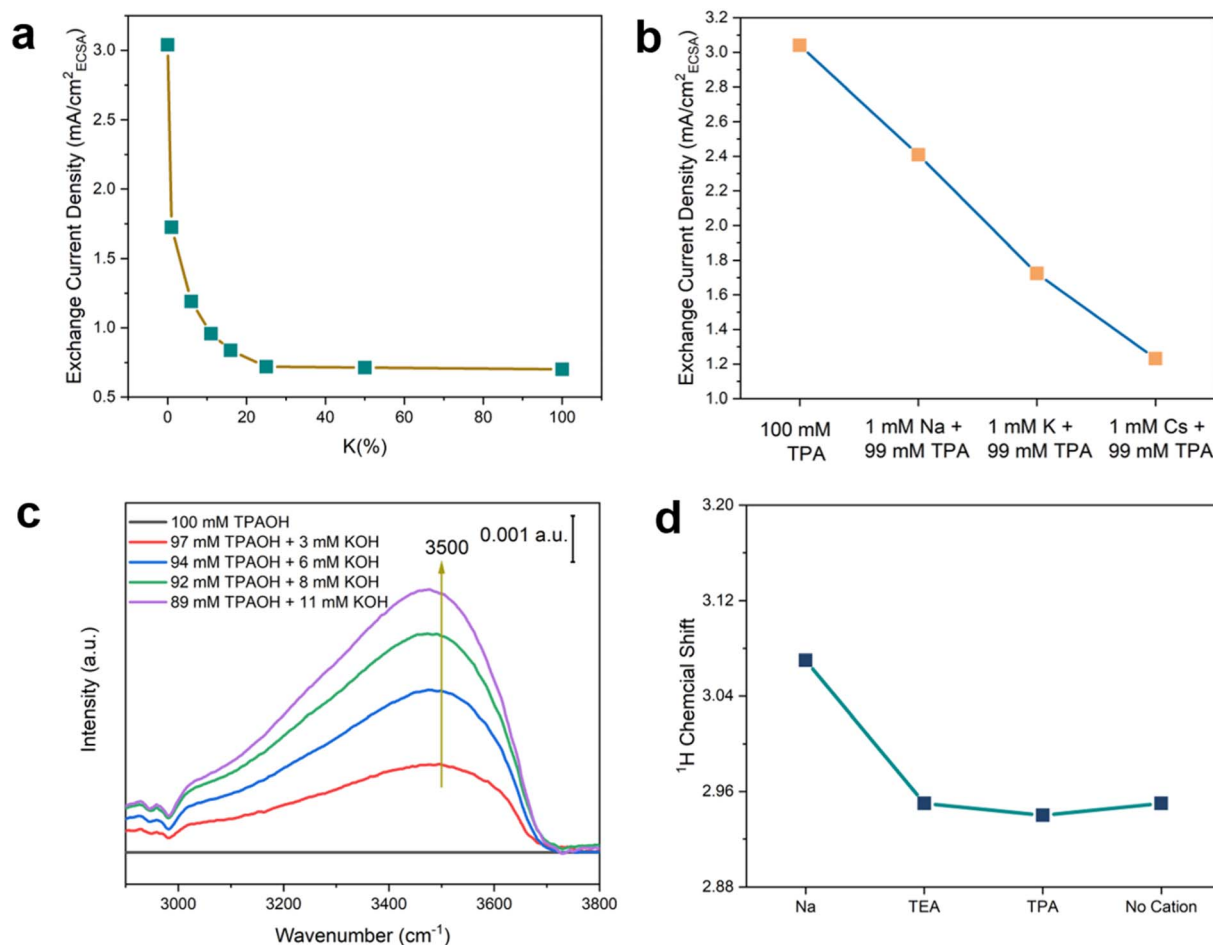 a
3.0
2.5
2.0
1.5
1.0
0.5
Exchange Current Density (mA/cm²ECSA)
0 20 40 60 80 100
K(%)
b
3.2
3.0
2.8
2.6
2.4
2.2
2.0
1.8
1.6
1.4
1.2
1.0
Exchange Current Density (mA/cm²ECSA)
100 mM
TPA
1 mM Na +
99 mM TPA
1 mM K +
99 mM TPA
1 mM Cs +
99 mM TPA
c
100 mM TPAOH
97 mM TPAOH + 3 mM KOH
94 mM TPAOH + 6 mM KOH
92 mM TPAOH + 8 mM KOH
89 mM TPAOH + 11 mM KOH
0.001 a.u.
3500
Intensity (a.u.)
3000 3200 3400 3600 3800
Wavenumber (cm⁻¹)
d
3.20
3.12
3.04
2.96
2.88
¹H Chemcial Shift
Na TEA TPA No Cation